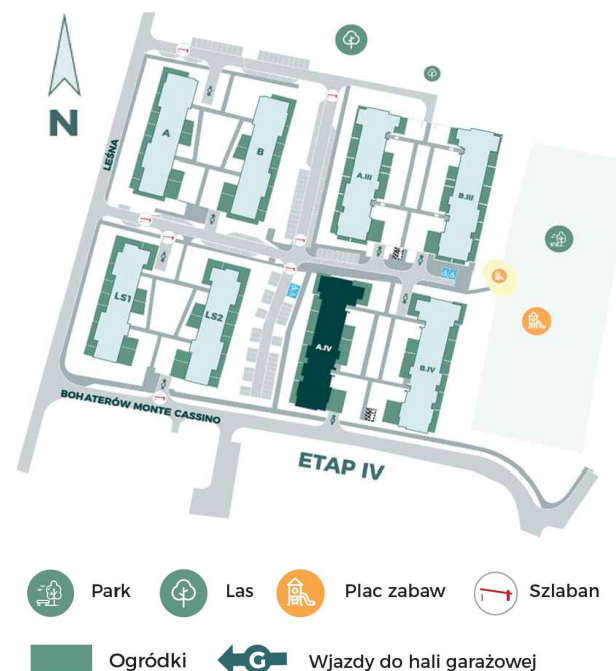 N
LEŚNA
A
B
A.III
B.III
LS1
LS2
A.IV
B.IV
BOHATERÓW MONTE CASSINO
ETAP IV
Park
Las
Plac zabaw
Szlaban
Ogródki
G
Wjazdy do hali garażowej